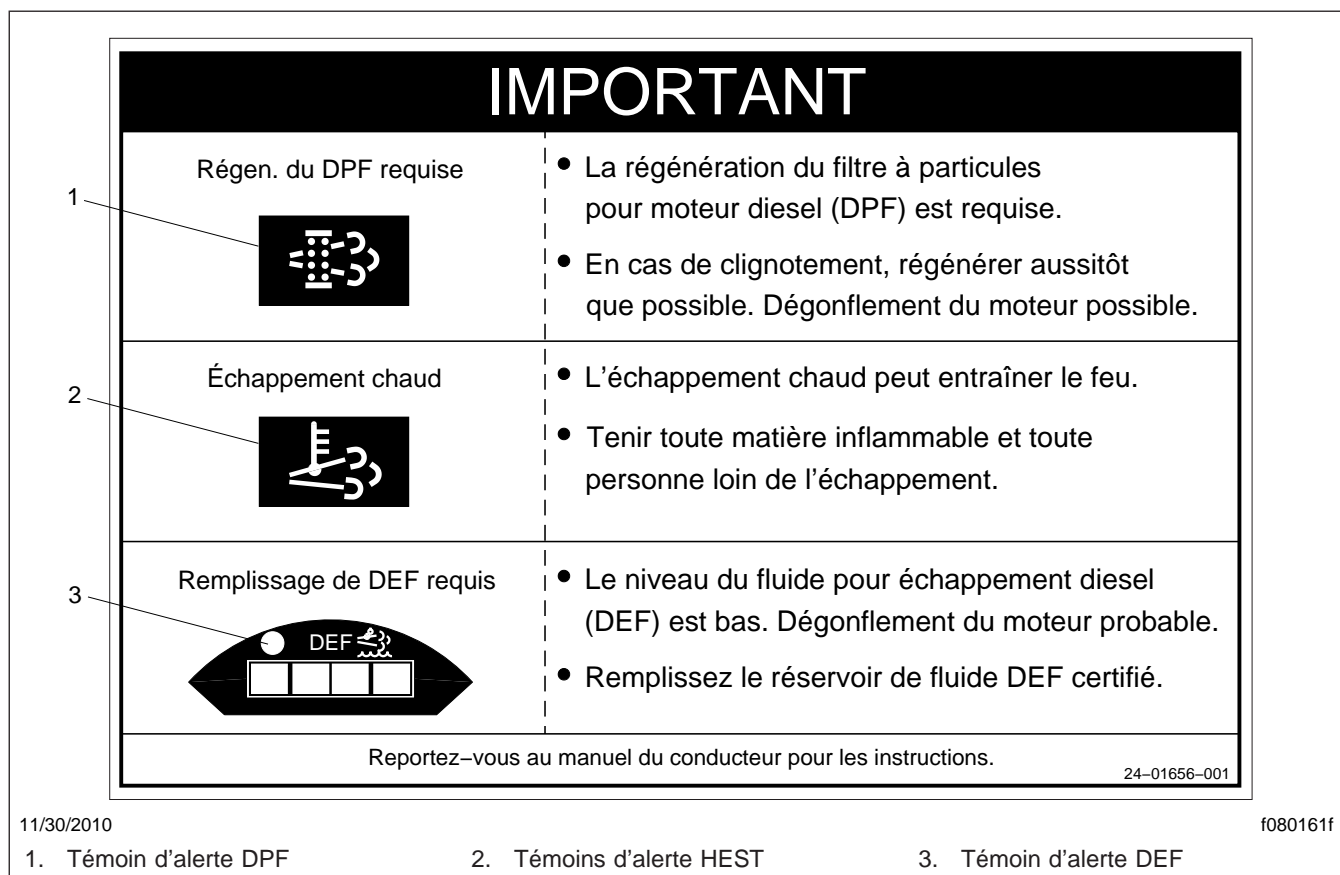 IMPORTANT
Régen. du DPF requise
1
• La régénération du filtre à particules
pour moteur diesel (DPF) est requise.
• En cas de clignotement, régénérer aussitôt
que possible. Dégonflement du moteur possible.
Échappement chaud
2
• L'échappement chaud peut entraîner le feu.
• Tenir toute matière inflammable et toute
personne loin de l'échappement.
Remplissage de DEF requis
3
DEF
• Le niveau du fluide pour échappement diesel
(DEF) est bas. Dégonflement du moteur probable.
• Remplissez le réservoir de fluide DEF certifié.
Reportez–vous au manuel du conducteur pour les instructions.
24–01656–001
11/30/2010
f080161f
1. Témoin d'alerte DPF
2. Témoins d'alerte HEST
3. Témoin d'alerte DEF